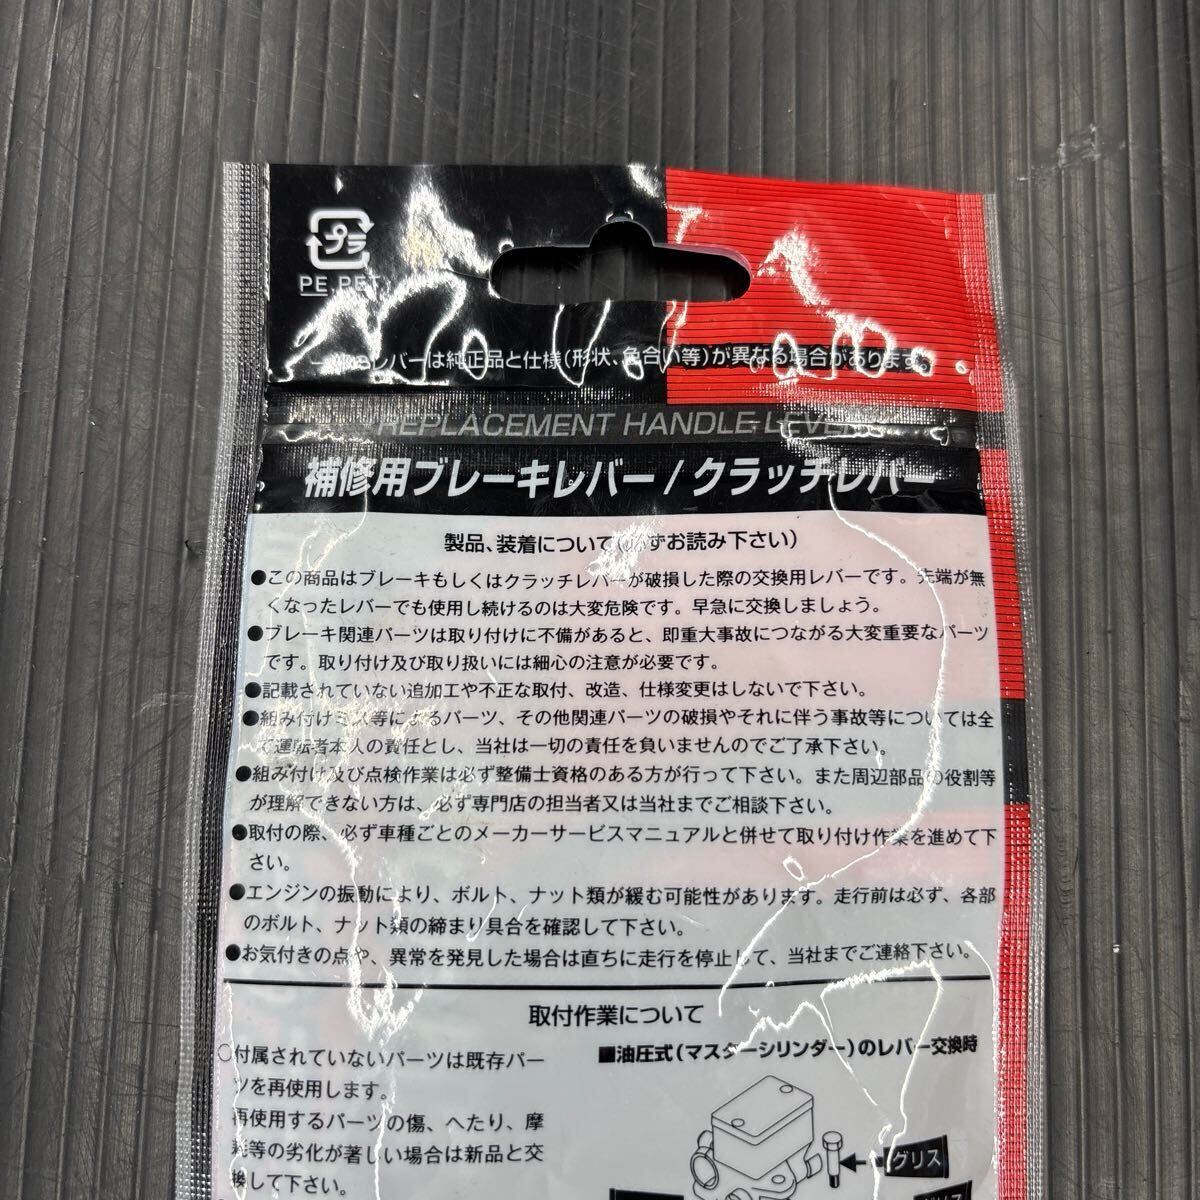 プラ
PE, PET
レバーは純正品と仕様(形状、色合い等)が異なる場合があります。
REPLACEMENT HANDLE LEVER
補修用ブレーキレバー/クラッチレバー
製品、装着について(必ずお読み下さい)
●この商品はブレーキもしくはクラッチレバーが破損した際の交換用レバーです。先端が無
くなったレバーでも使用し続けるのは大変危険です。早急に交換しましょう。
●ブレーキ関連パーツは取り付けに不備があると、即重大事故につながる大変重要なパーツ
です。取り付け及び取り扱いには細心の注意が必要です。
●記載されていない追加工や不正な取付、改造、仕様変更はしないで下さい。
●組み付けミス等によるパーツ、その他関連パーツの破損やそれに伴う事故等については全
て運転者本人の責任とし、当社は一切の責任を負いませんのでご了承下さい。
●組み付け及び点検作業は必ず整備士資格のある方が行って下さい。また周辺部品の役割等
が理解できない方は、必ず専門店の担当者又は当社までご相談下さい。
●取付の際、必ず車種ごとのメーカーサービスマニュアルと併せて取り付け作業を進めて下
さい。
●エンジンの振動により、ボルト、ナット類が緩む可能性があります。走行前は必ず、各部
のボルト、ナット類の締まり具合を確認して下さい。
●お気付きの点や、異常を発見した場合は直ちに走行を停止して、当社までご連絡下さい。
取付作業について
○付属されていないパーツは既存パー
ツを再使用します。
再使用するパーツの傷、へたり、摩
耗等の劣化が著しい場合は新品と交
換して下さい。
■油圧式(マスターシリンダー)のレバー交換時
グリス